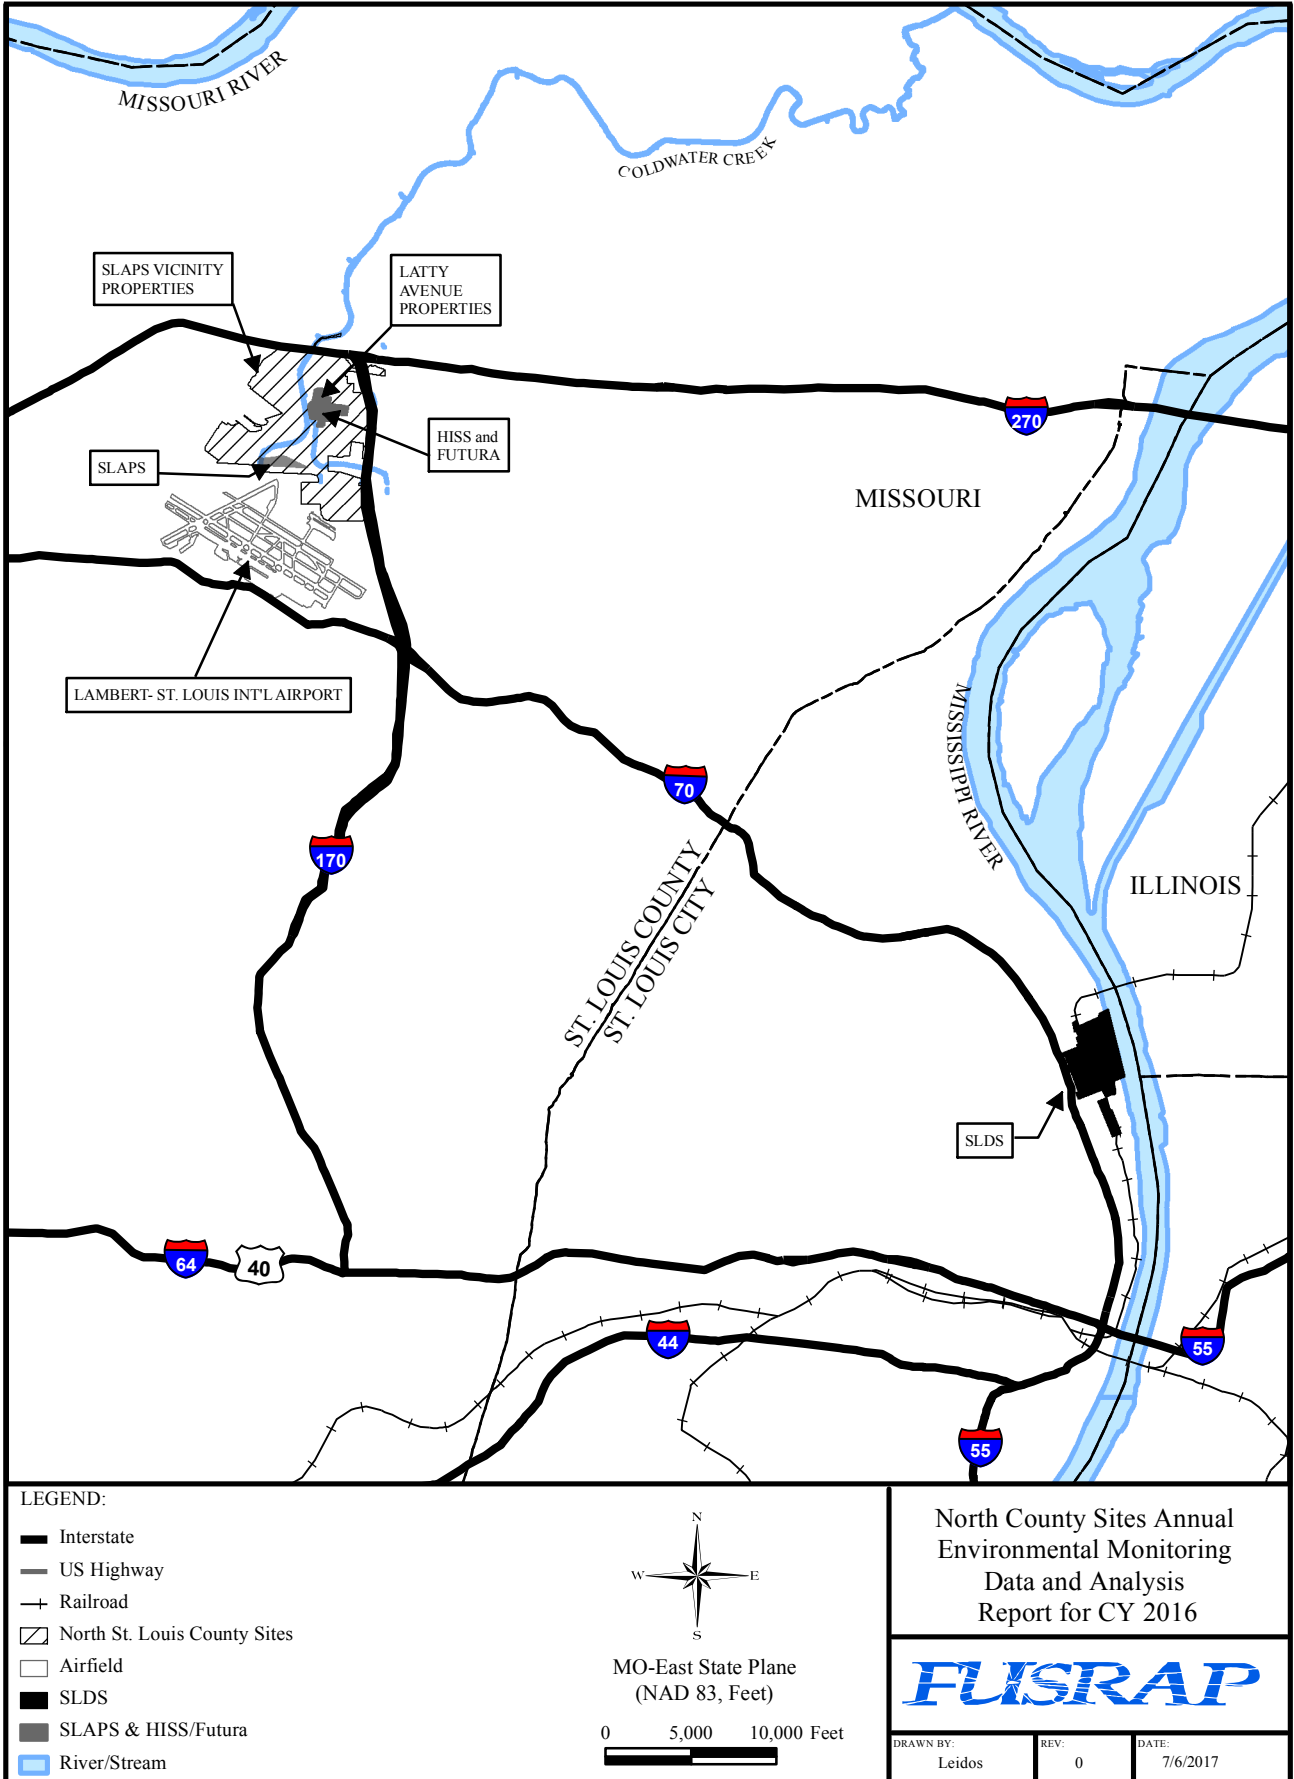 MISSOURI RIVER
COLDWATER CREEK
SLAPS VICINITY
PROPERTIES
LATTY
AVENUE
PROPERTIES
270
HISS and
FUTURA
SLAPS
MISSOURI
LAMBERT- ST. LOUIS INT'L AIRPORT
MISSISSIPPI RIVER
70
170
ST. LOUIS COUNTY
ST. LOUIS CITY
ILLINOIS
SLDS
64
40
44
55
55
LEGEND:
Interstate
US Highway
Railroad
North St. Louis County Sites
Airfield
SLDS
SLAPS & HISS/Futura
River/Stream
N
W E
S
MO-East State Plane
(NAD 83, Feet)
0 5,000 10,000 Feet
North County Sites Annual
Environmental Monitoring
Data and Analysis
Report for CY 2016
FUSRAP
DRAWN BY:
Leidos
REV:
0
DATE:
7/6/2017